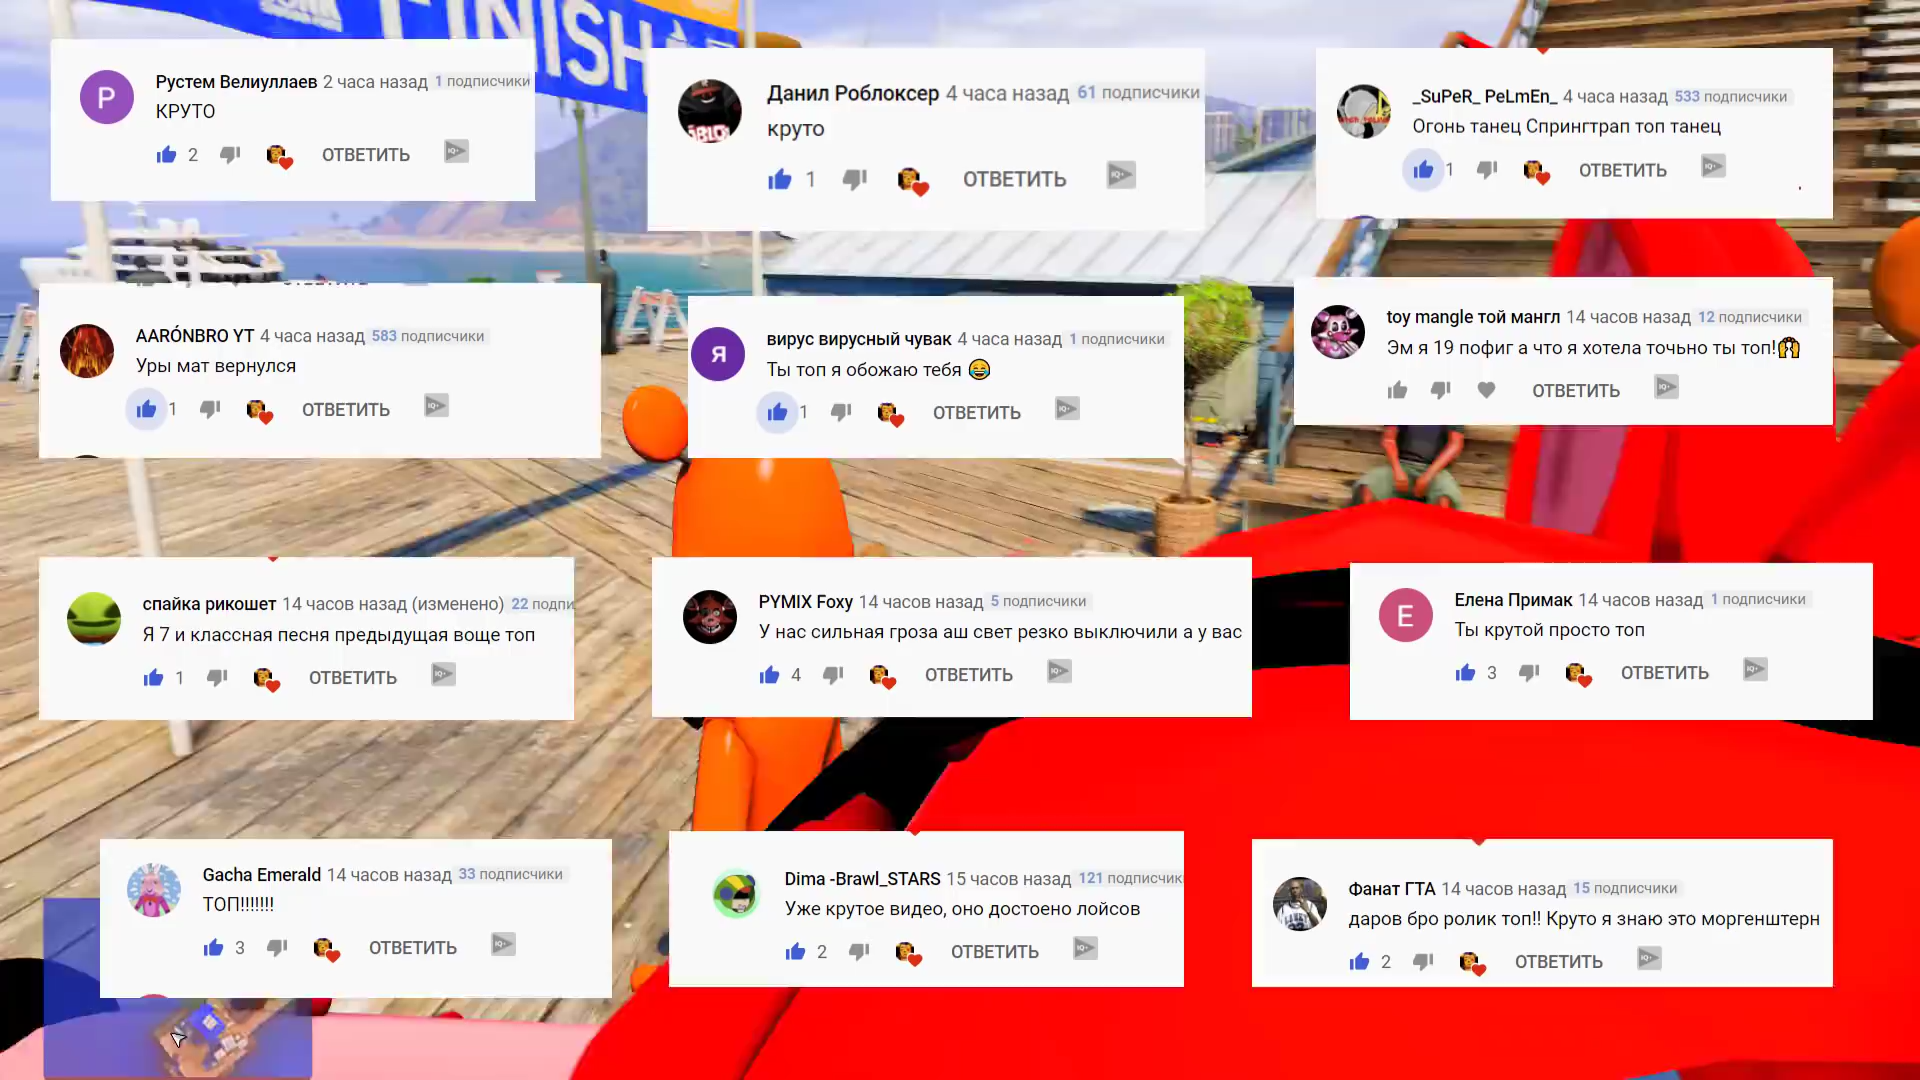 FINISH
Рустем Велиуллаев 2 часа назад 1 подписчики
КРУТО
2 ОТВЕТИТЬ
Данил Роблоксер 4 часа назад 61 подписчики
круто
1 ОТВЕТИТЬ
_SuPeR_ PeLmEn_ 4 часа назад 533 подписчики
Огонь танец Спрингтрап топ танец
1 ОТВЕТИТЬ
AARÓNBRO YT 4 часа назад 583 подписчики
Уры мат вернулся
1 ОТВЕТИТЬ
вирус вирусный чувак 4 часа назад 1 подписчики
Ты топ я обожаю тебя 😂
1 ОТВЕТИТЬ
toy mangle той мангл 14 часов назад 12 подписчики
Эм я 19 пофиг а что я хотела точьно ты топ!🙌
ОТВЕТИТЬ
спайка рикошет 14 часов назад (изменено) 22 подпи
Я 7 и классная песня предыдущая воще топ
1 ОТВЕТИТЬ
PYMIX Foxy 14 часов назад 5 подписчики
У нас сильная гроза аш свет резко выключили а у вас
4 ОТВЕТИТЬ
Елена Примак 14 часов назад 1 подписчики
Ты крутой просто топ
3 ОТВЕТИТЬ
Gacha Emerald 14 часов назад 33 подписчики
ТОП!!!!!!!
3 ОТВЕТИТЬ
Dima -Brawl_STARS 15 часов назад 121 подписчики
Уже крутое видео, оно достоено лойсов
2 ОТВЕТИТЬ
Фанат ГТА 14 часов назад 15 подписчики
даров бро ролик топ!! Круто я знаю это моргенштерн
2 ОТВЕТИТЬ